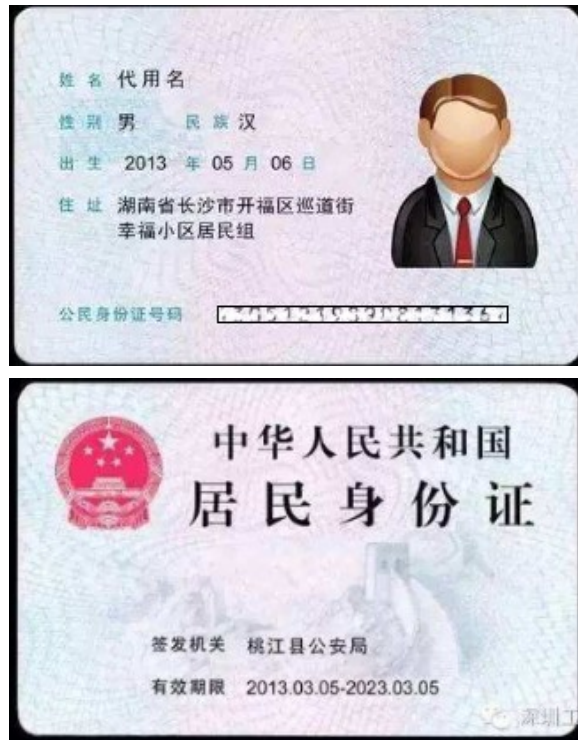 姓名 代用名
性别 男 民族 汉
出生 2013 年 05 月 06 日
住址 湖南省长沙市开福区巡道街
幸福小区居民组
公民身份证号码
中华人民共和国
居民身份证
签发机关 桃江县公安局
有效期限 2013.03.05-2023.03.05
深圳工